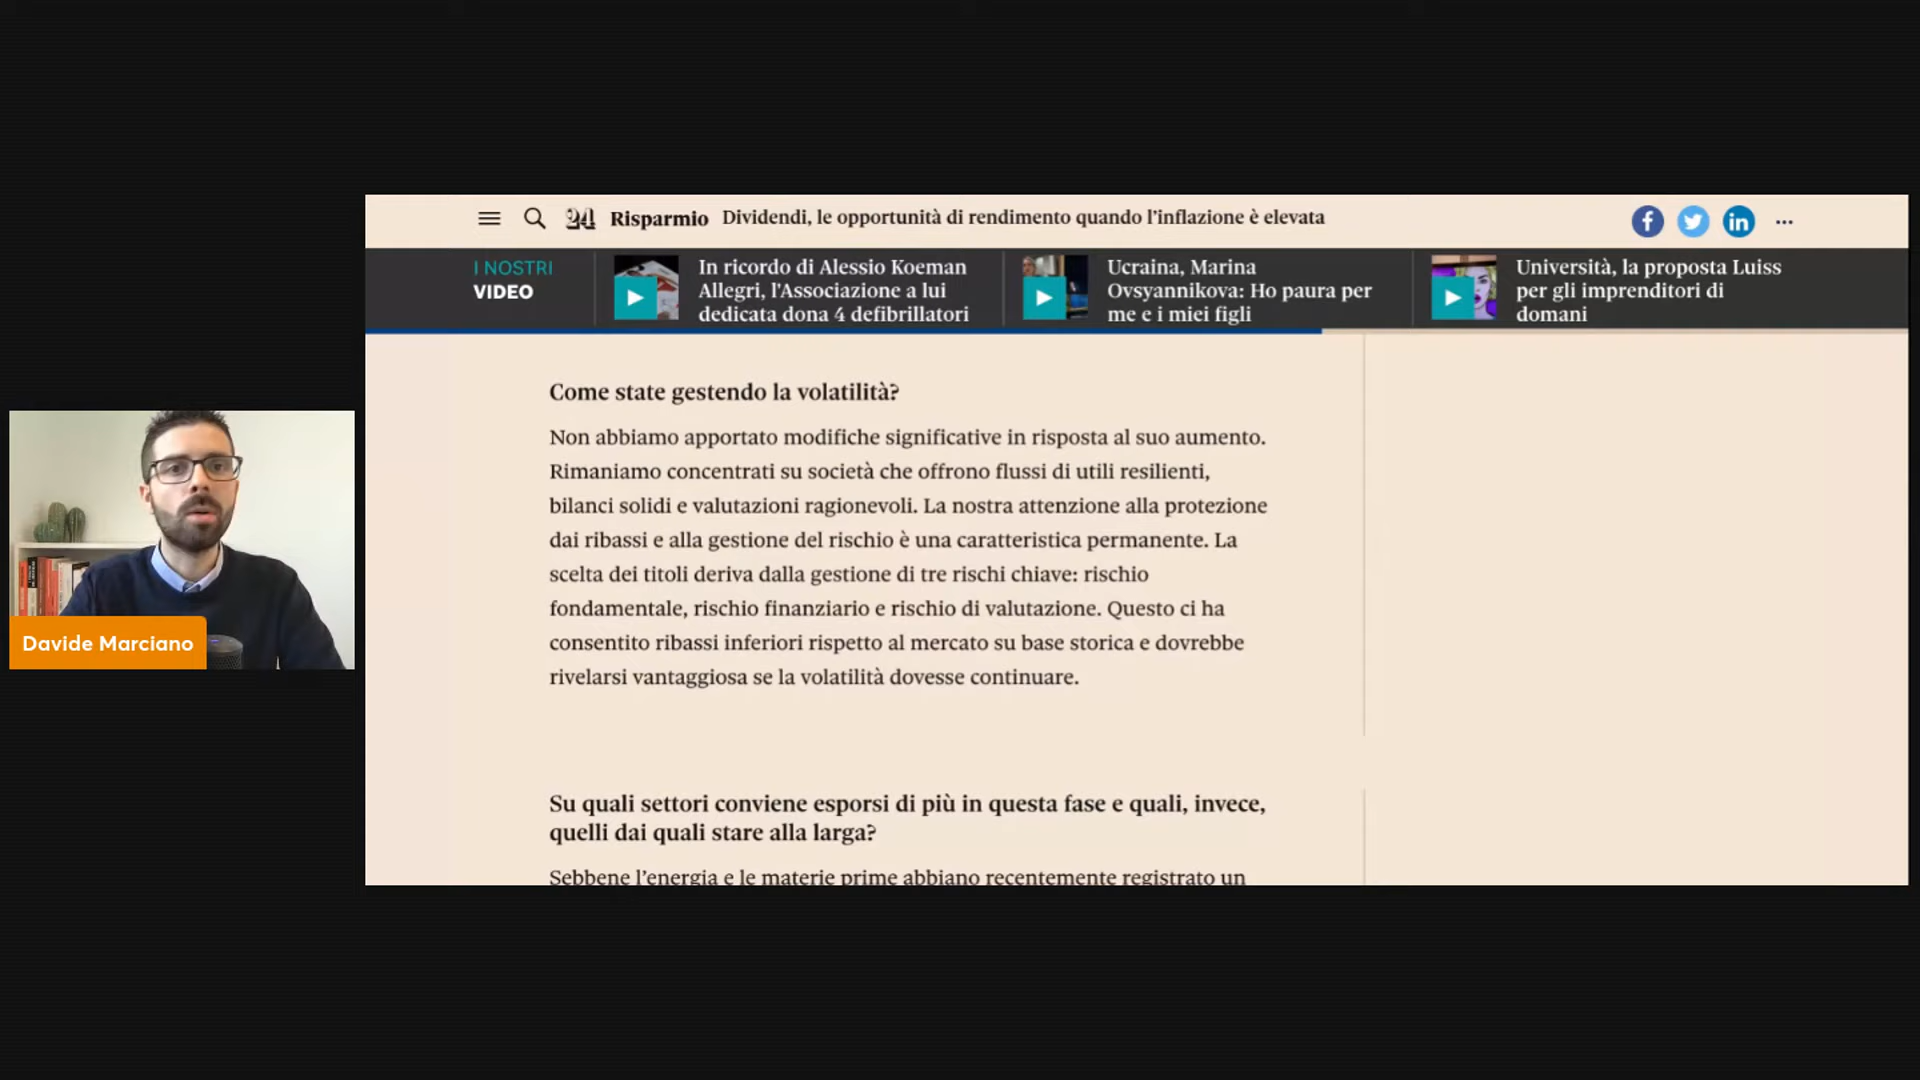 24 Risparmio Dividendi, le opportunità di rendimento quando l'inflazione è elevata
I NOSTRI
VIDEO
In ricordo di Alessio Koeman
Allegri, l'Associazione a lui
dedicata dona 4 defibrillatori
Ucraina, Marina
Ovsyannikova: Ho paura per
me e i miei figli
Università, la proposta Luiss
per gli imprenditori di
domani
Come state gestendo la volatilità?
Non abbiamo apportato modifiche significative in risposta al suo aumento.
Rimaniamo concentrati su società che offrono flussi di utili resilienti,
bilanci solidi e valutazioni ragionevoli. La nostra attenzione alla protezione
dai ribassi e alla gestione del rischio è una caratteristica permanente. La
scelta dei titoli deriva dalla gestione di tre rischi chiave: rischio
fondamentale, rischio finanziario e rischio di valutazione. Questo ci ha
consentito ribassi inferiori rispetto al mercato su base storica e dovrebbe
rivelarsi vantaggiosa se la volatilità dovesse continuare.
Su quali settori conviene esporsi di più in questa fase e quali, invece,
quelli dai quali stare alla larga?
Sebbene l'energia e le materie prime abbiano recentemente registrato un
Davide Marciano